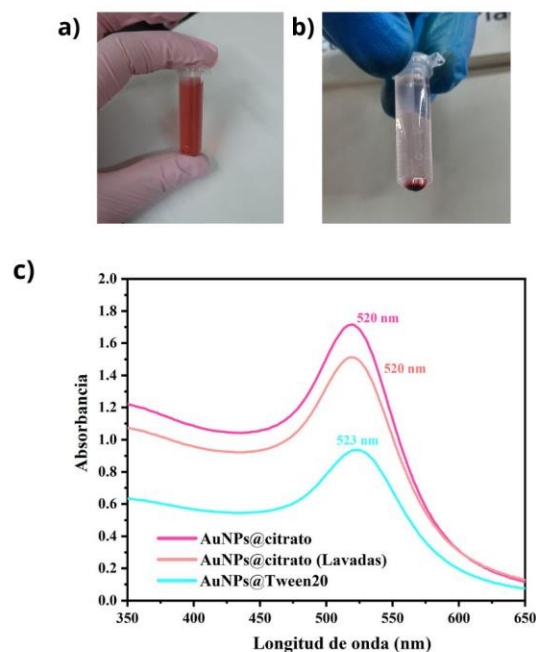 a)
b)
c)
2.0
1.8
1.6
1.4
1.2
1.0
0.8
0.6
0.4
0.2
0.0
Absorbancia
520 nm
520 nm
523 nm
AuNPs@citrato
AuNPs@citrato (Lavadas)
AuNPs@Tween20
350 400 450 500 550 600 650
Longitud de onda (nm)